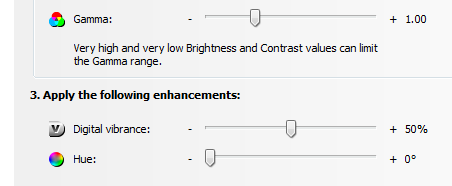 Gamma: - + 1.00
Very high and very low Brightness and Contrast values can limit
the Gamma range.
3. Apply the following enhancements:
Digital vibrance: - + 50%
Hue: - + 0°